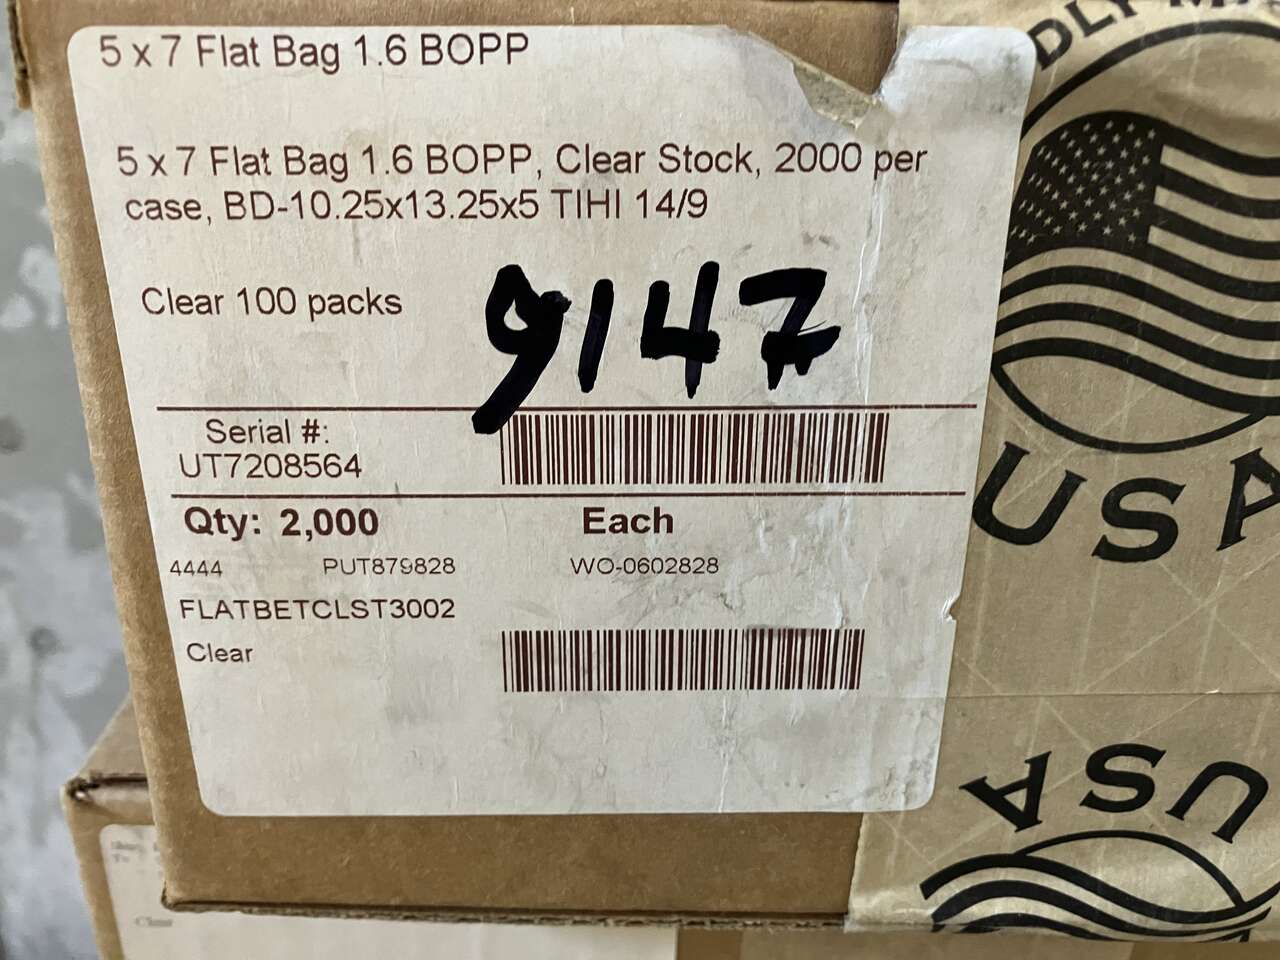 5 x 7 Flat Bag 1.6 BOPP
5 x 7 Flat Bag 1.6 BOPP, Clear Stock, 2000 per
case, BD-10.25x13.25x5 TIHI 14/9
Clear 100 packs
9147
Serial #:
UT7208564
Qty: 2,000 Each
4444 PUT879828 WO-0602828
FLATBETCLST3002
Clear
USA
USA